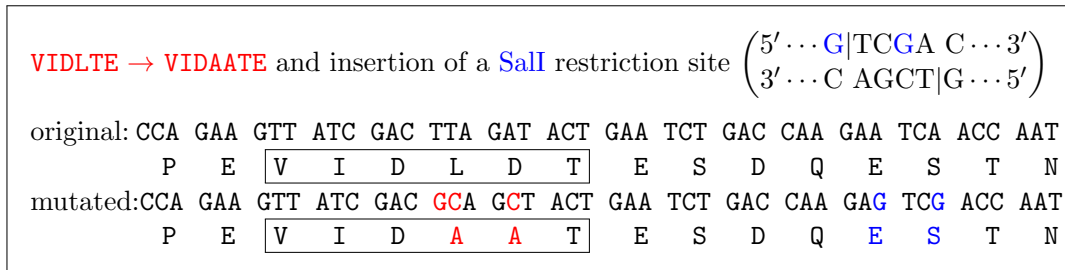 VIDLTE → VIDAATE and insertion of a SalI restriction site (5′ ⋯ G|TCGA C ⋯ 3′
3′ ⋯ C AGCT|G ⋯ 5′)
original: CCA GAA GTT ATC GAC TTA GAT ACT GAA TCT GAC CAA GAA TCA ACC AAT
P E V I D L D T E S D Q E S T N
mutated:CCA GAA GTT ATC GAC GCA GCT ACT GAA TCT GAC CAA GAG TCG ACC AAT
P E V I D A A T E S D Q E S T N